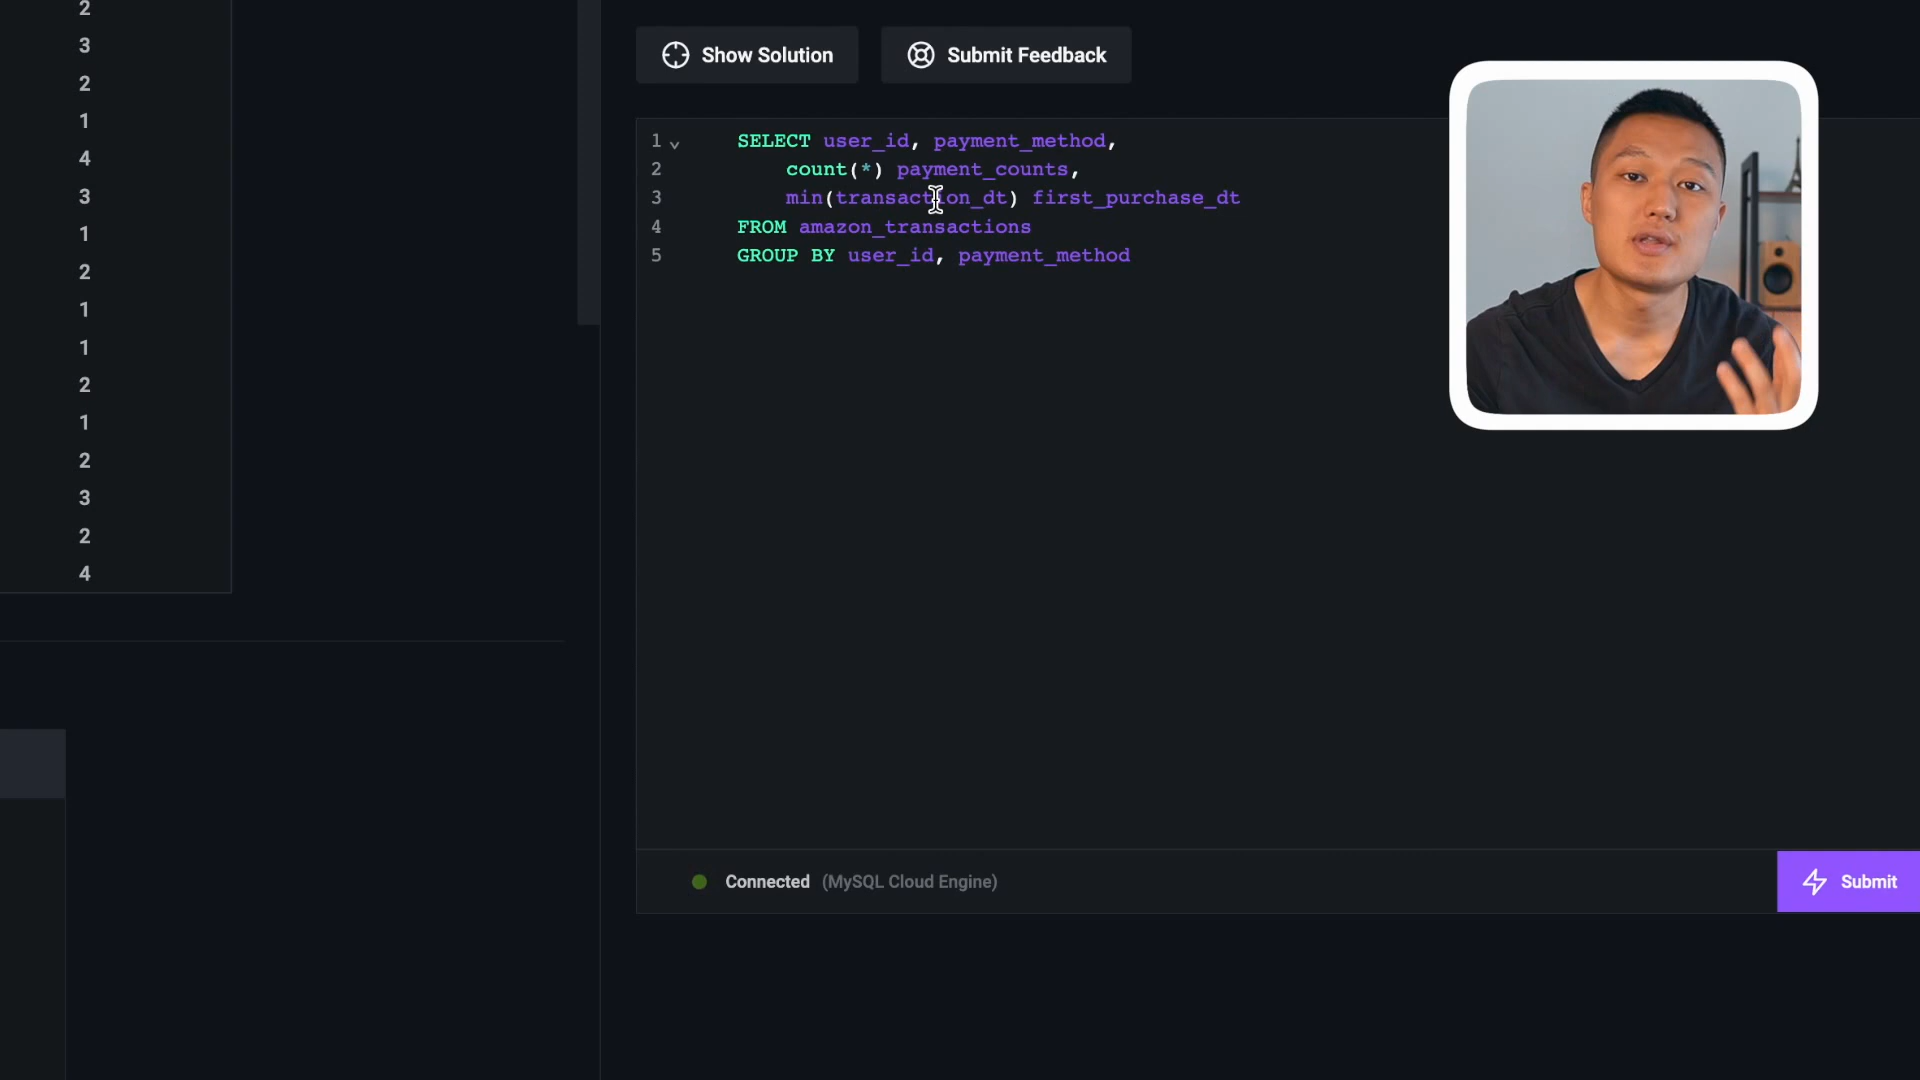 2
3
2
1
4
3
1
2
1
1
2
1
2
3
2
4
Show Solution
Submit Feedback
1 SELECT user_id, payment_method,
2 count(*) payment_counts,
3 min(transaction_dt) first_purchase_dt
4 FROM amazon_transactions
5 GROUP BY user_id, payment_method
Connected (MySQL Cloud Engine)
Submit